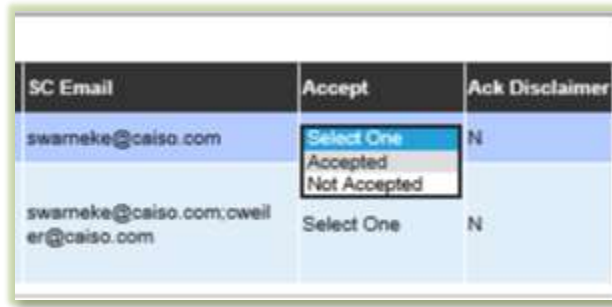 SC Email Accept Ack Disclaimer
swarneke@caiso.com Select One N
Accepted
Not Accepted
swarneke@caiso.com;cweil
er@caiso.com
Select One N